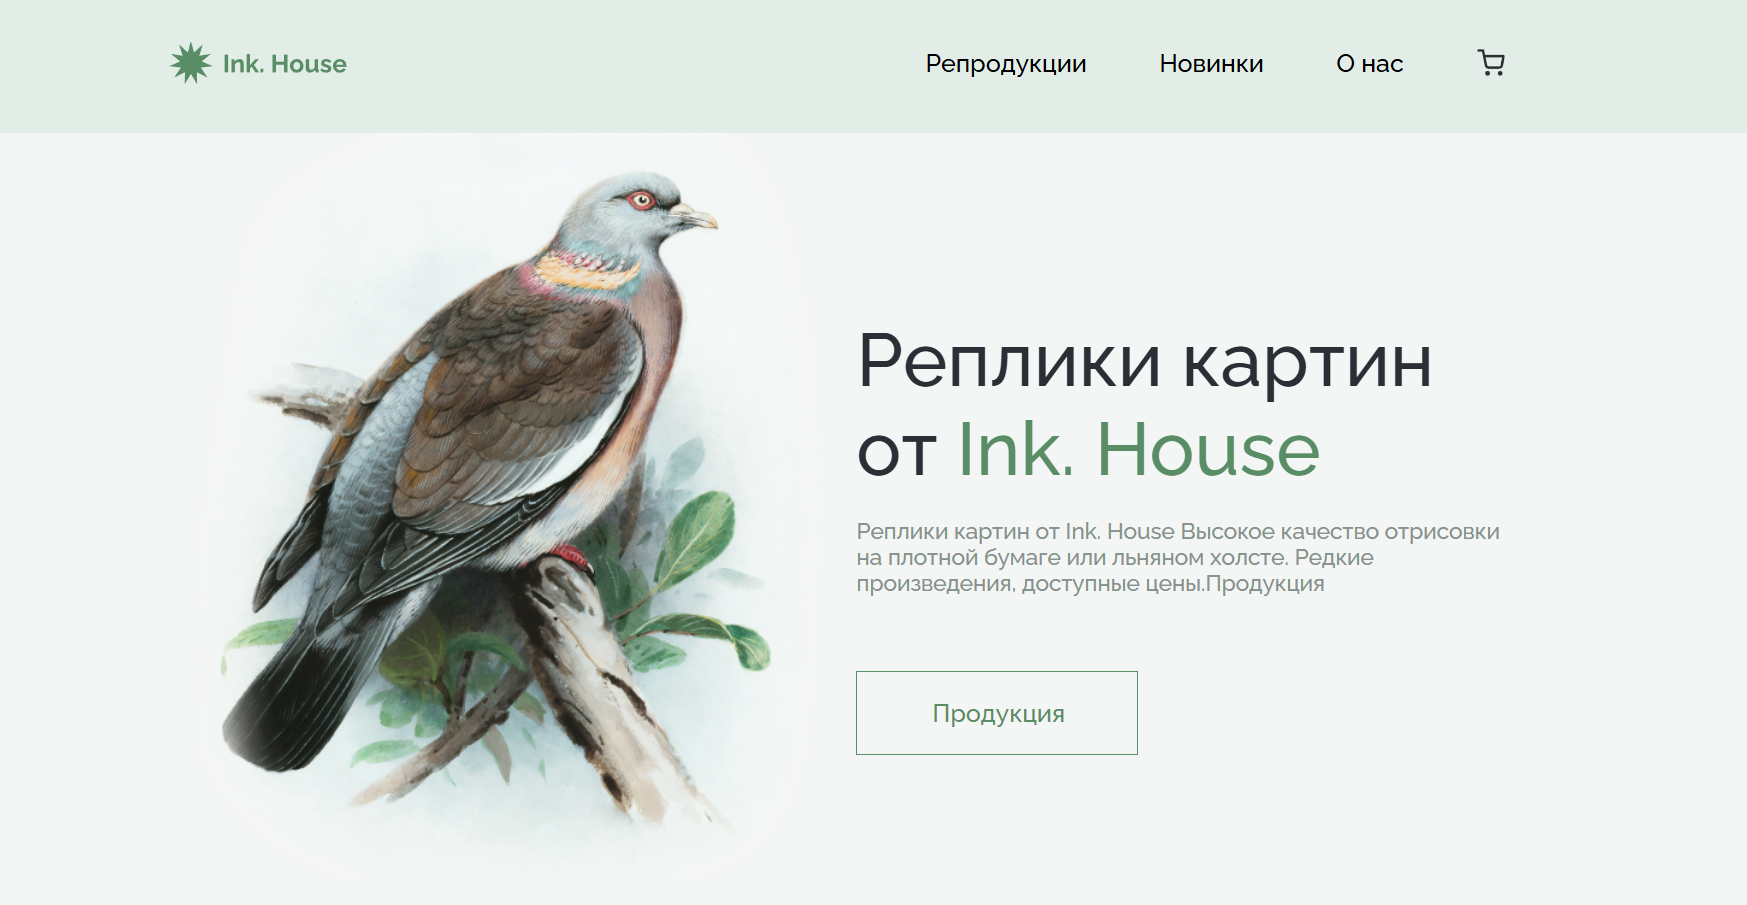 Ink. House
Репродукции
Новинки
О нас
Реплики картин
от Ink. House
Реплики картин от Ink. House Высокое качество отрисовки
на плотной бумаге или льняном холсте. Редкие
произведения, доступные цены.Продукция
Продукция